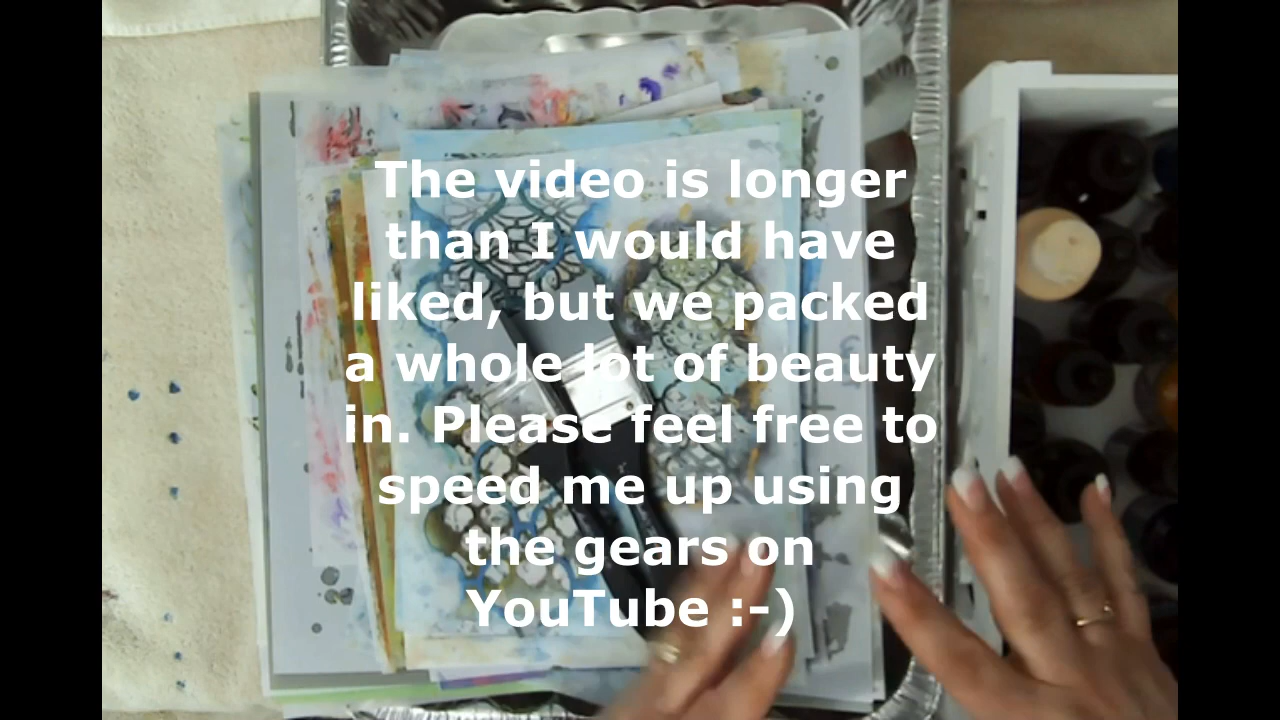 The video is longer
than I would have
liked, but we packed
a whole lot of beauty
in. Please feel free to
speed me up using
the gears on
YouTube :-)